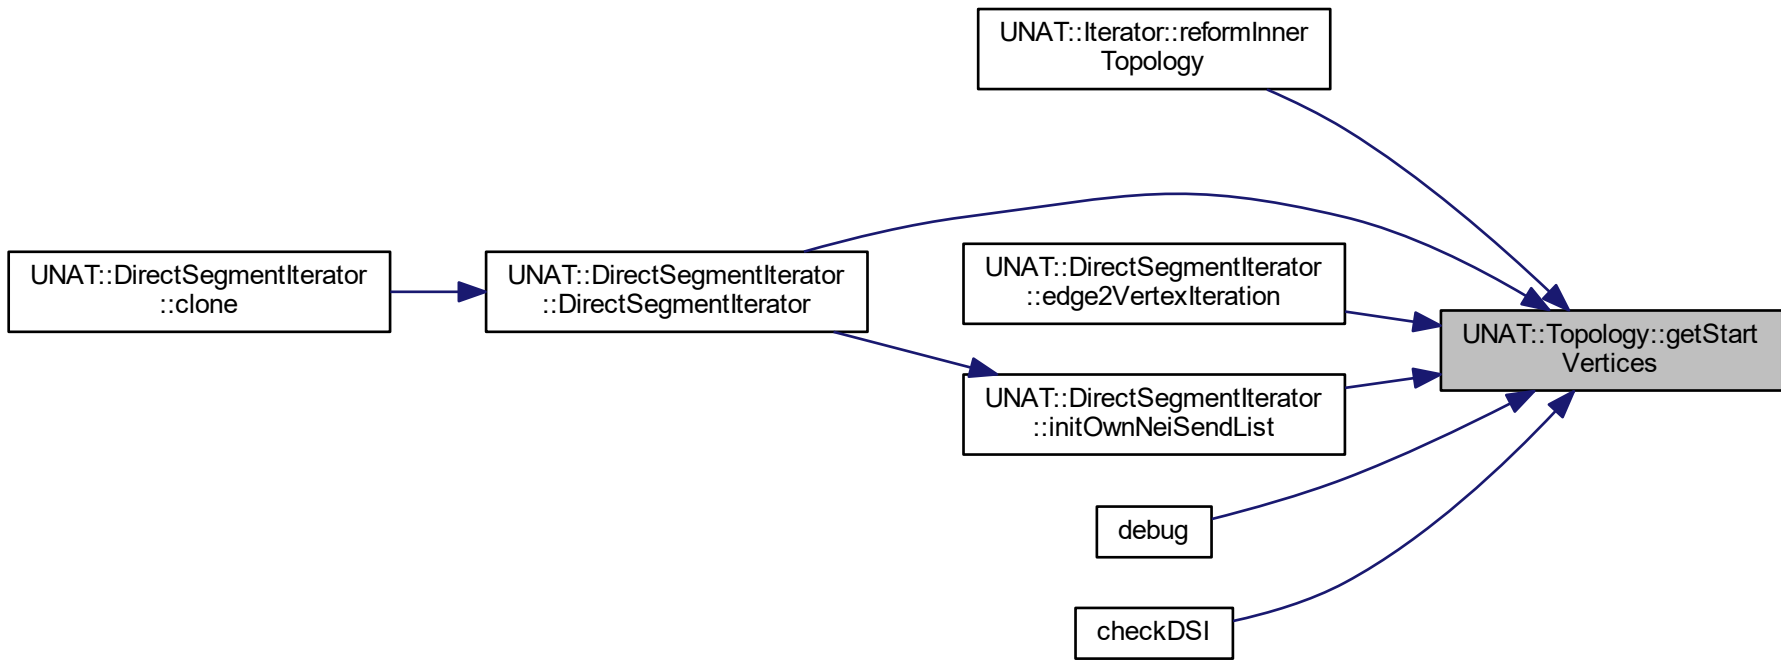 UNAT::Iterator::reformInner
Topology
UNAT::DirectSegmentIterator
::clone
UNAT::DirectSegmentIterator
::DirectSegmentIterator
UNAT::DirectSegmentIterator
::edge2VertexIteration
UNAT::Topology::getStart
Vertices
UNAT::DirectSegmentIterator
::initOwnNeiSendList
debug
checkDSI